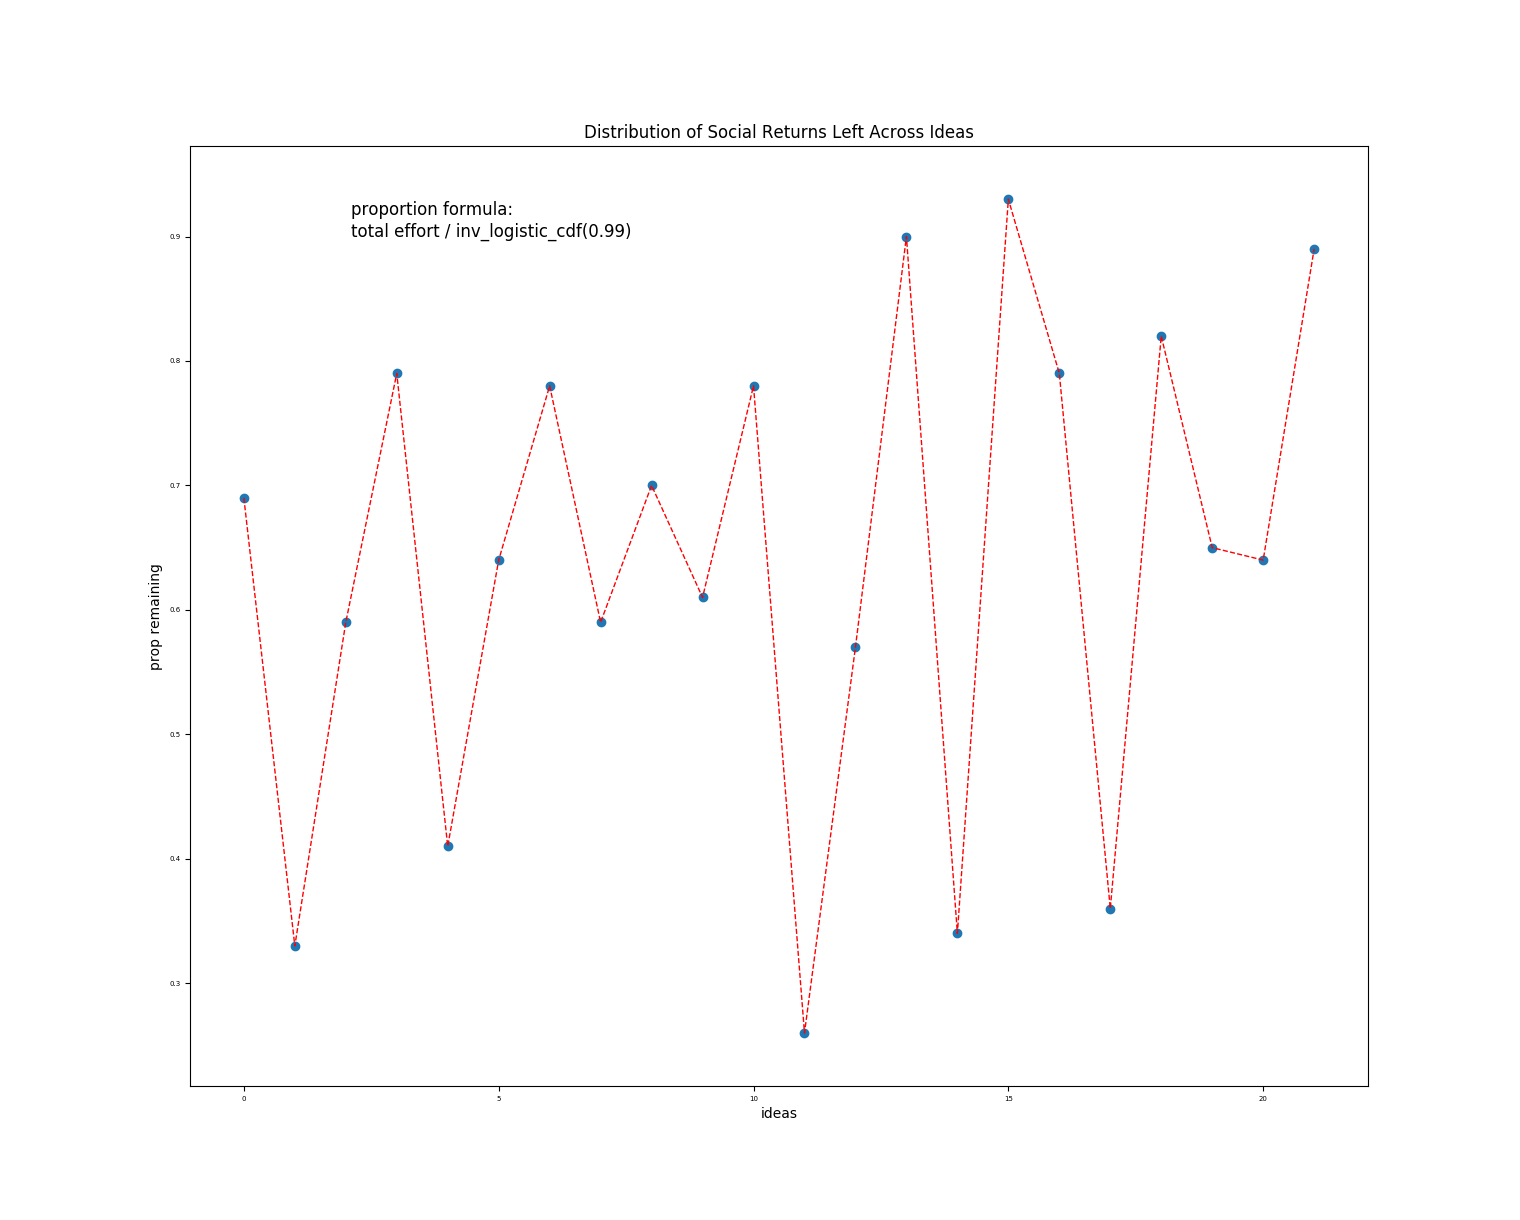 Distribution of Social Returns Left Across Ideas
proportion formula:
total effort / inv_logistic_cdf(0.99)
0.9
0.8
0.7
0.6
0.5
0.4
0.3
prop remaining
0 5 10 15 20
ideas